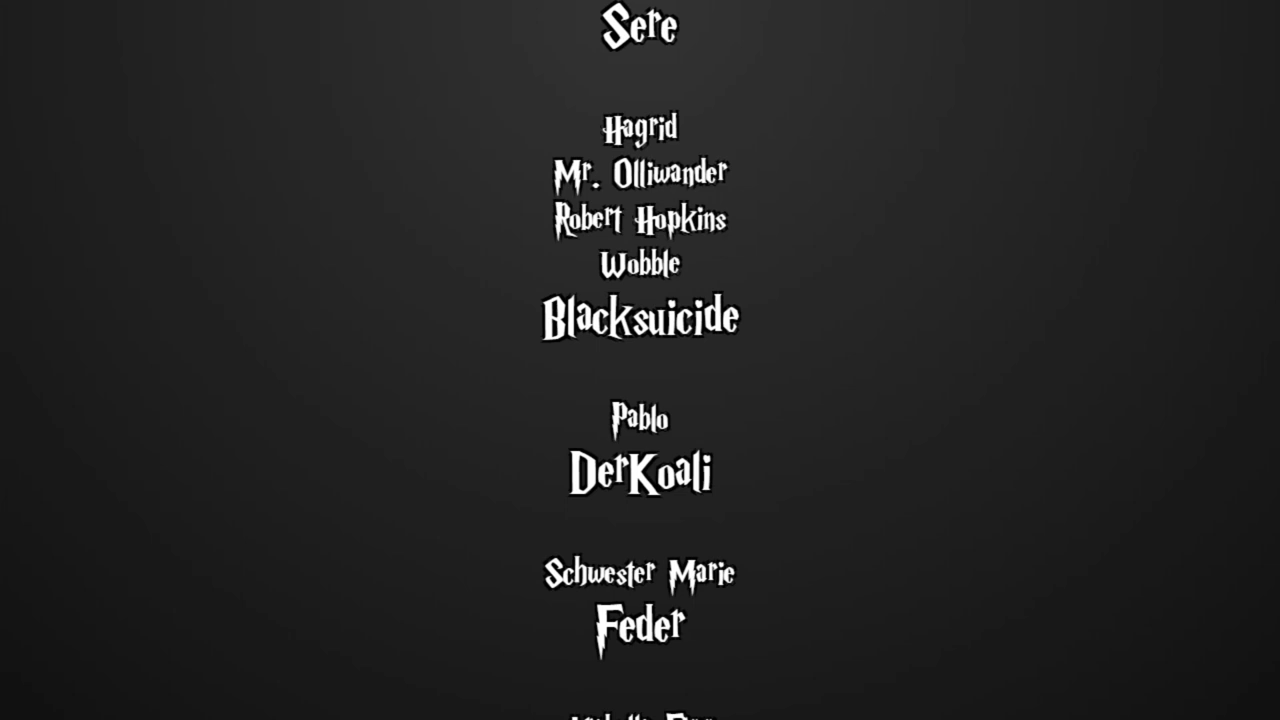 Sere
Hagrid
Mr. Olliwander
Robert Hopkins
Wobble
Blacksuicide
Pablo
DerKoali
Schwester Marie
Feder